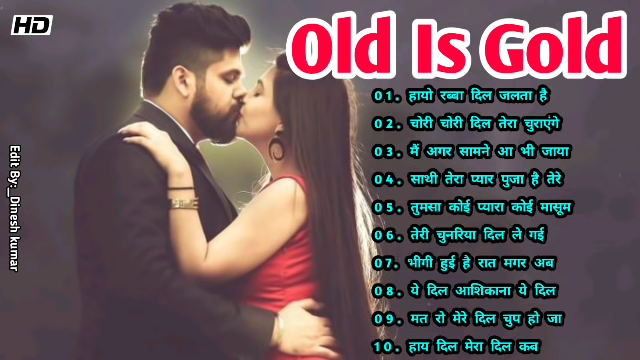 HD
Old Is Gold
01. हायो रब्बा दिल जलता है
02. चोरी चोरी दिल तेरा चुराएंगे
03. मैं अगर सामने आ भी जाया
04. साथी तेरा प्यार पुजा है तेरे
05. तुमसा कोई प्यारा कोई मासूम
06. तेरी चुनरिया दिल ले गई
07. भीगी हुई है रात मगर अब
08. ये दिल आशिकाना ये दिल
09. मत रो मेरे दिल चुप हो जा
10. हाय दिल मेरा दिल कब
Edit By:_Dinesh kumar